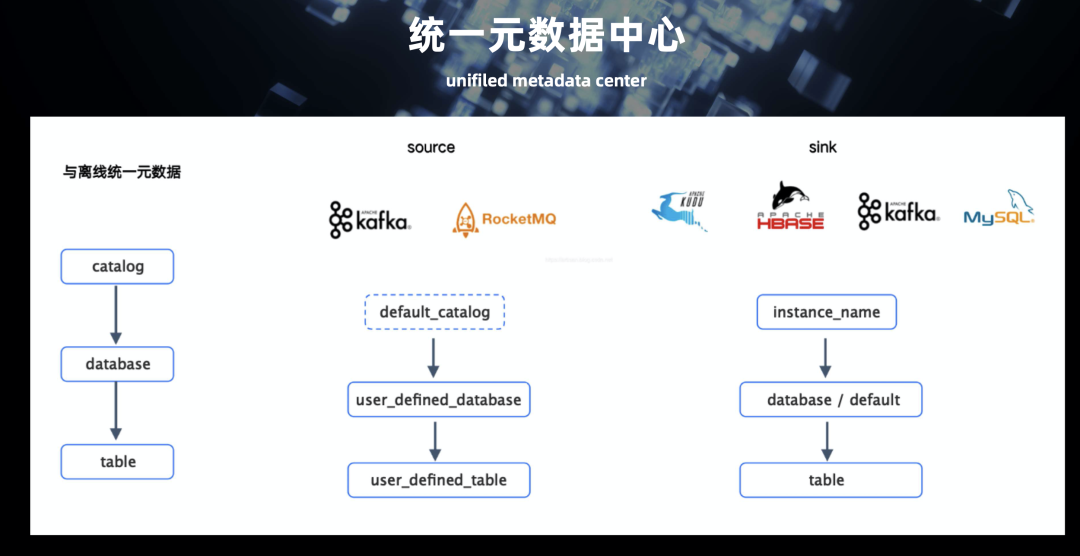 统一元数据中心
unifiled metadata center
与离线统一元数据
catalog
database
table
source
APACHE kafka®
RocketMQ
default_catalog
user_defined_database
user_defined_table
sink
APACHE KUDU
APACHE HBASE
APACHE kafka®
MySQL®
instance_name
database / default
table